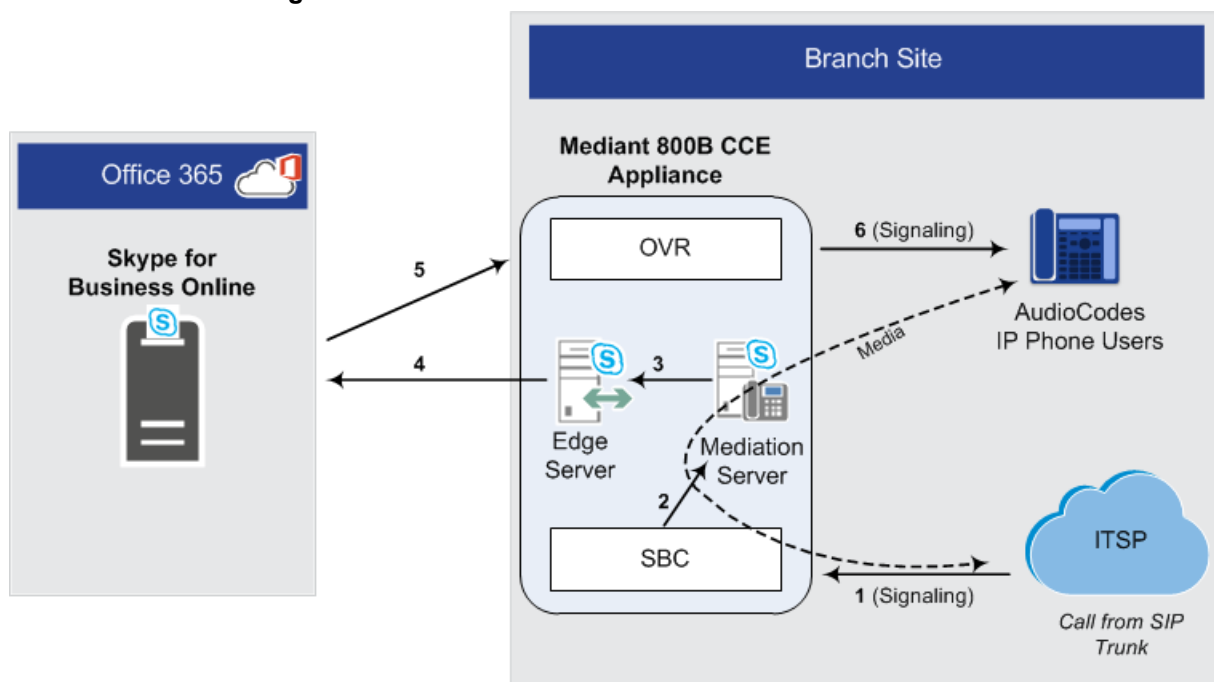 Branch Site
Office 365
Skype for
Business Online
S
5
4
Mediant 800B CCE
Appliance
OVR
S
3
S
Edge
Server
Mediation
Server
2
SBC
6 (Signaling)
Media
AudioCodes
IP Phone Users
ITSP
1 (Signaling)
Call from SIP
Trunk